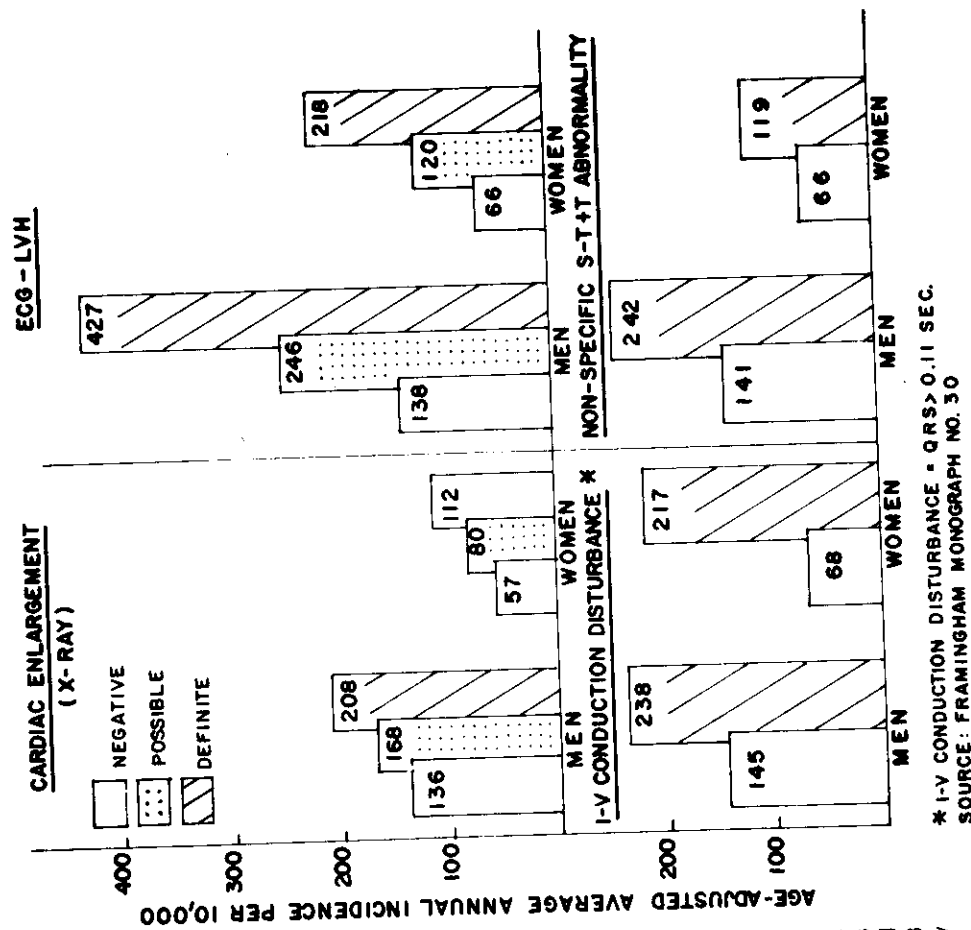 CARDIAC ENLARGEMENT
(X-RAY)
ECG-LVH
NEGATIVE
POSSIBLE
DEFINITE
AGE-ADJUSTED AVERAGE ANNUAL INCIDENCE PER 10,000
400
300
200
100
136
168
208
57
80
112
138
246
427
66
120
218
MEN
WOMEN
MEN
WOMEN
I-V CONDUCTION DISTURBANCE *
NON-SPECIFIC S-T+T ABNORMALITY
200
100
145
238
68
217
141
242
66
119
MEN
WOMEN
MEN
WOMEN
* I-V CONDUCTION DISTURBANCE = QRS > 0.11 SEC.
SOURCE: FRAMINGHAM MONOGRAPH NO. 30